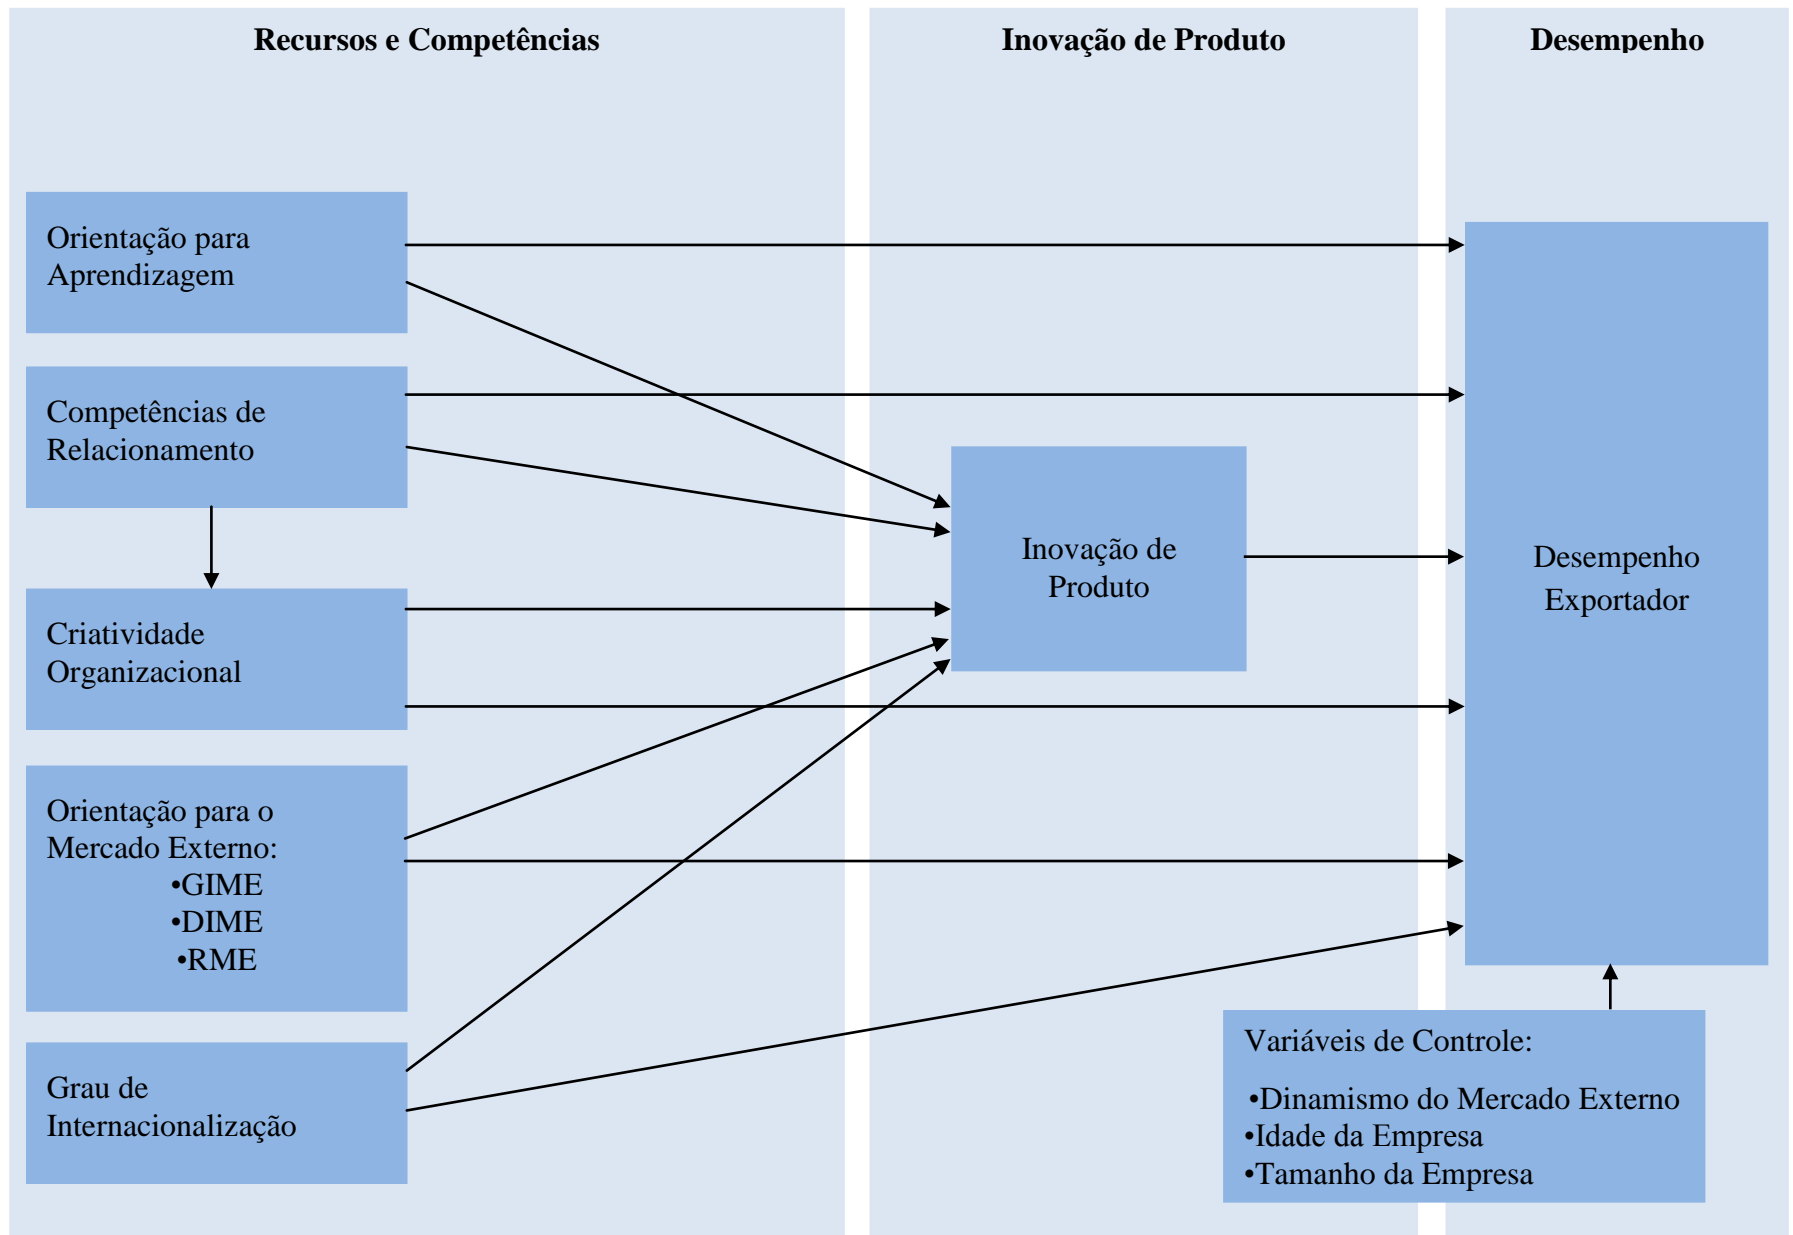 Recursos e Competências
Inovação de Produto
Desempenho
Orientação para
Aprendizagem
Competências de
Relacionamento
Criatividade
Organizacional
Orientação para o
Mercado Externo:
•GIME
•DIME
•RME
Grau de
Internacionalização
Inovação de
Produto
Desempenho
Exportador
Variáveis de Controle:
•Dinamismo do Mercado Externo
•Idade da Empresa
•Tamanho da Empresa